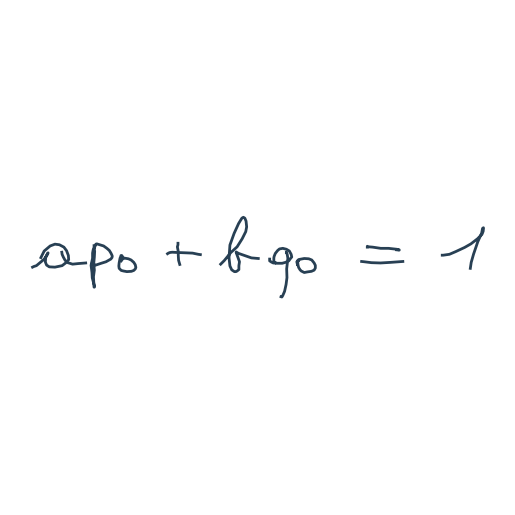 ap₀ + bq₀ = 1